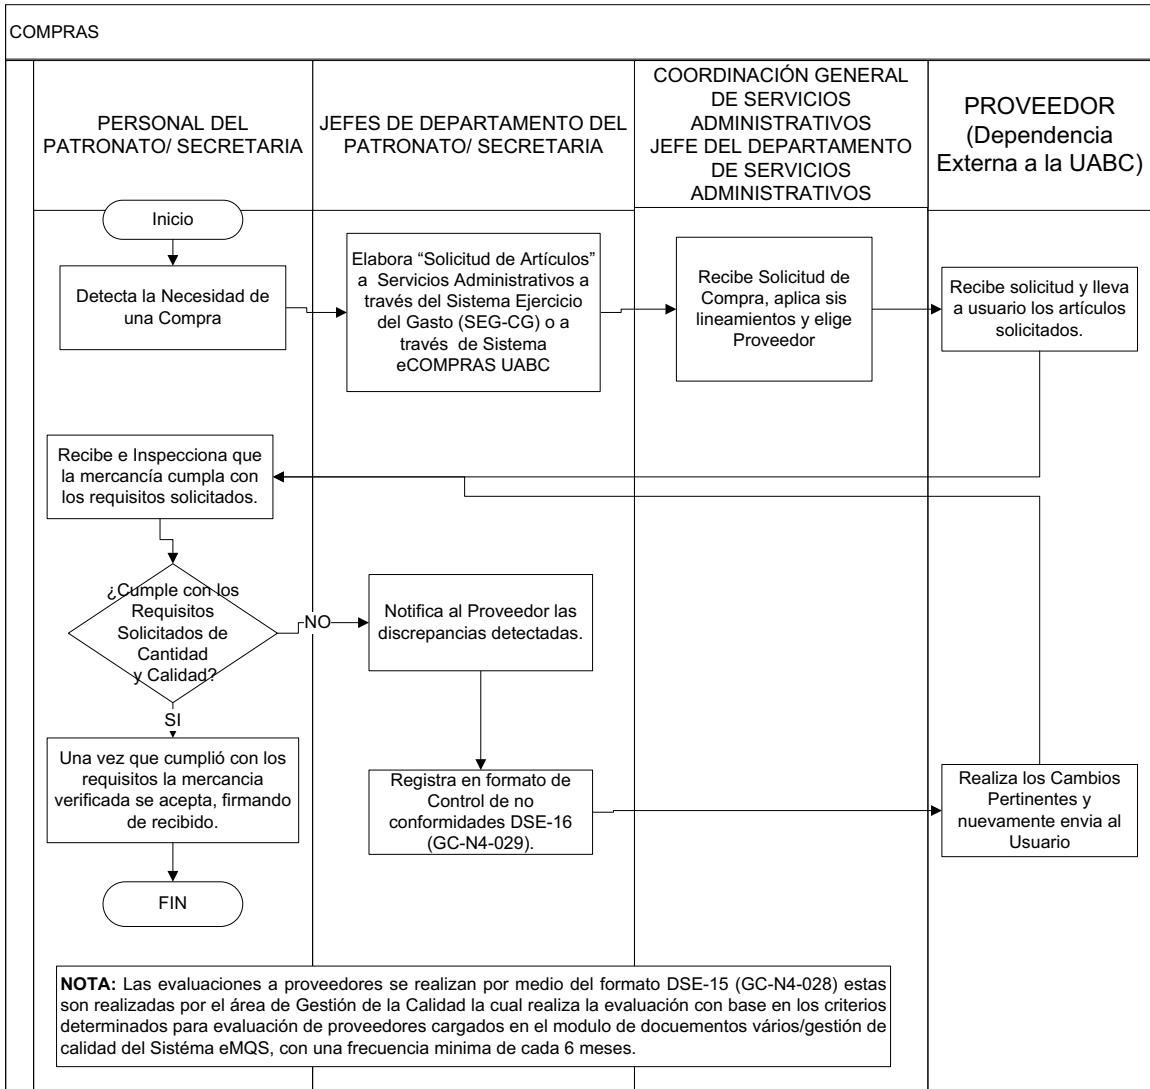 COMPRAS
PERSONAL DEL
PATRONATO/ SECRETARIA
JEFES DE DEPARTAMENTO DEL
PATRONATO/ SECRETARIA
COORDINACIÓN GENERAL
DE SERVICIOS
ADMINISTRATIVOS
JEFE DEL DEPARTAMENTO
DE SERVICIOS
ADMINISTRATIVOS
PROVEEDOR
(Dependencia
Externa a la UABC)
Inicio
Detecta la Necesidad de
una Compra
Elabora “Solicitud de Artículos”
a Servicios Administrativos a
través del Sistema Ejercicio
del Gasto (SEG-CG) o a
través de Sistema
eCOMPRAS UABC
Recibe Solicitud de
Compra, aplica sis
lineamientos y elige
Proveedor
Recibe solicitud y lleva
a usuario los artículos
solicitados.
Recibe e Inspecciona que
la mercancía cumpla con
los requisitos solicitados.
¿Cumple con los
Requisitos
Solicitados de
Cantidad
y Calidad?
NO
Notifica al Proveedor las
discrepancias detectadas.
SI
Una vez que cumplió con los
requisitos la mercancia
verificada se acepta, firmando
de recibido.
Registra en formato de
Control de no
conformidades DSE-16
(GC-N4-029).
Realiza los Cambios
Pertinentes y
nuevamente envia al
Usuario
FIN
NOTA: Las evaluaciones a proveedores se realizan por medio del formato DSE-15 (GC-N4-028) estas
son realizadas por el área de Gestión de la Calidad la cual realiza la evaluación con base en los criterios
determinados para evaluación de proveedores cargados en el modulo de docuementos vários/gestión de
calidad del Sistéma eMQS, con una frecuencia minima de cada 6 meses.